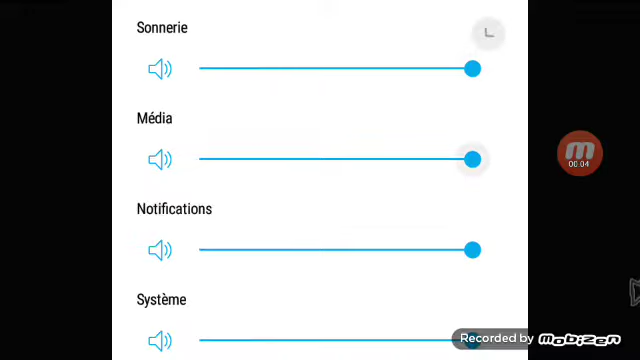 Sonnerie
Média
00:04
Notifications
Système
Recorded by Mobizen